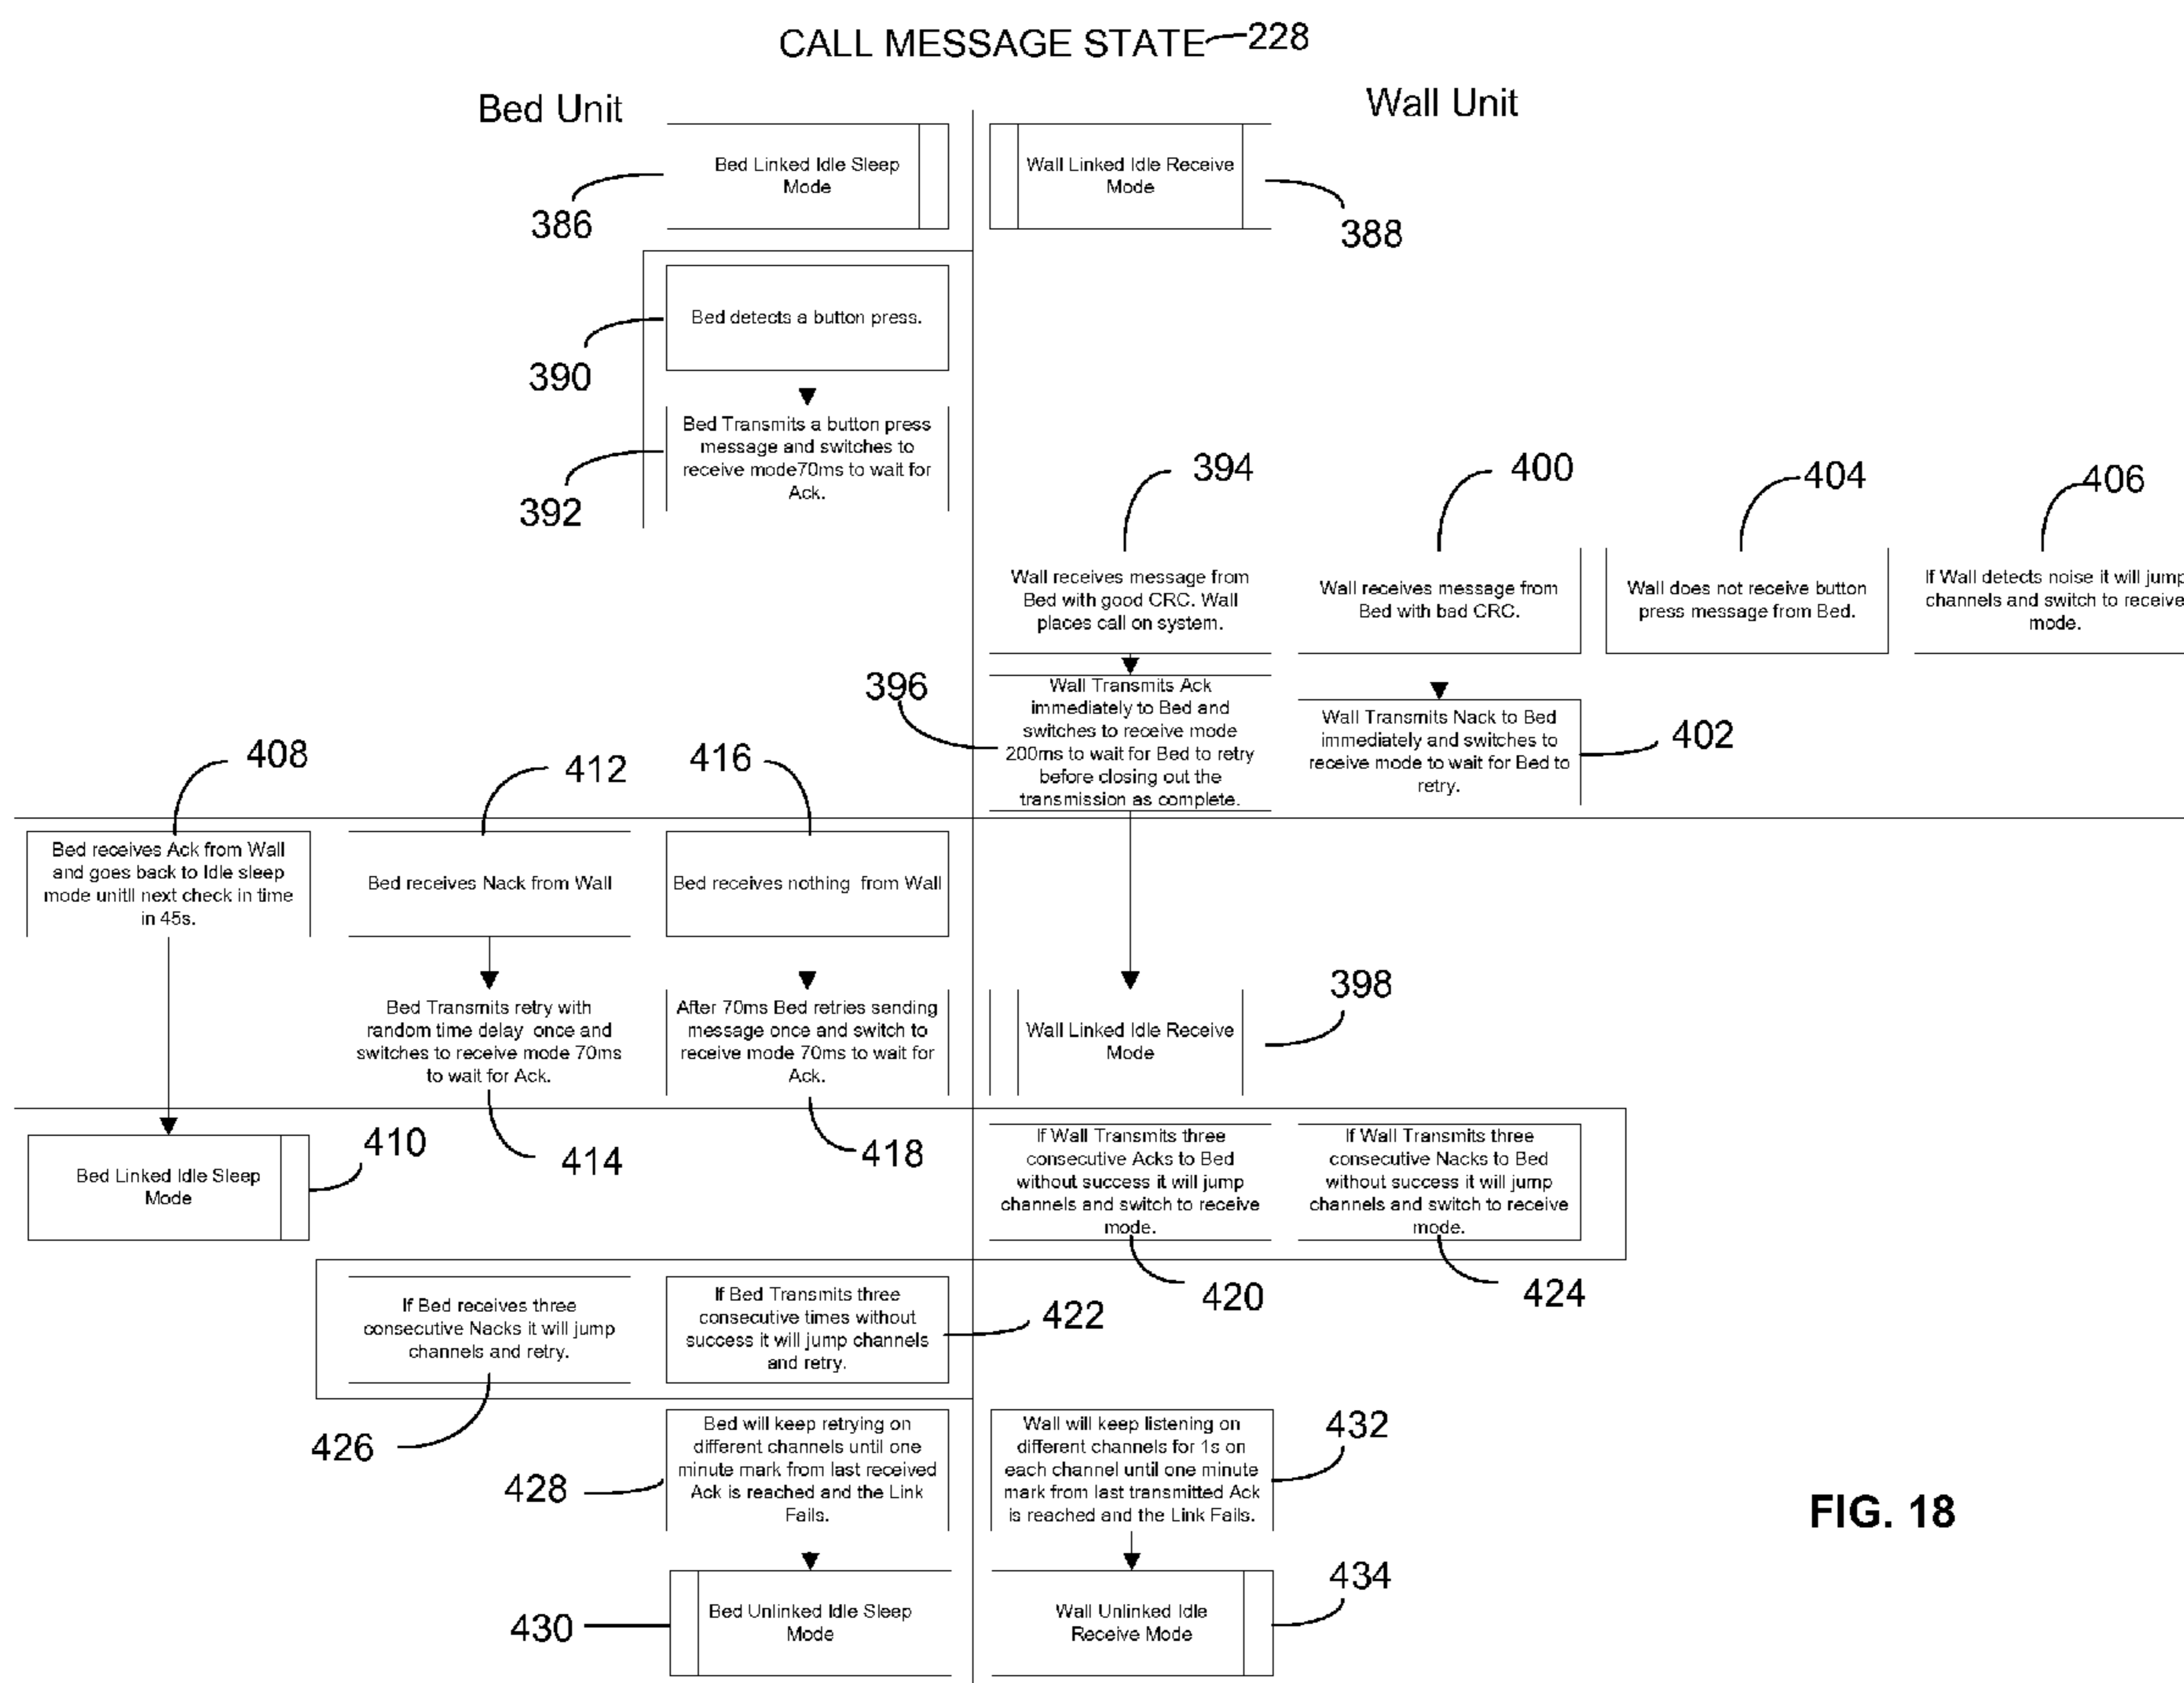 CALL MESSAGE STATE 228
Bed Unit
Wall Unit
Bed Linked Idle Sleep
Mode
386
Wall Linked Idle Receive
Mode
388
Bed detects a button press.
390
Bed Transmits a button press
message and switches to
receive mode70ms to wait for
Ack.
392
394
400
404
406
Wall receives message from
Bed with good CRC. Wall
places call on system.
Wall receives message from
Bed with bad CRC.
Wall does not receive button
press message from Bed.
If Wall detects noise it will jump
channels and switch to receive
mode.
396
Wall Transmits Ack
immediately to Bed and
switches to receive mode
200ms to wait for Bed to retry
before closing out the
transmission as complete.
Wall Transmits Nack to Bed
immediately and switches to
receive mode to wait for Bed to
retry.
402
408
412
416
Bed receives Ack from Wall
and goes back to Idle sleep
mode unitll next check in time
in 45s.
Bed receives Nack from Wall
Bed receives nothing from Wall
Bed Transmits retry with
random time delay once and
switches to receive mode 70ms
to wait for Ack.
After 70ms Bed retries sending
message once and switch to
receive mode 70ms to wait for
Ack.
Wall Linked Idle Receive
Mode
398
Bed Linked Idle Sleep
Mode
410
414
418
If Wall Transmits three
consecutive Acks to Bed
without success it will jump
channels and switch to receive
mode.
If Wall Transmits three
consecutive Nacks to Bed
without success it will jump
channels and switch to receive
mode.
420
424
If Bed receives three
consecutive Nacks it will jump
channels and retry.
If Bed Transmits three
consecutive times without
success it will jump channels
and retry.
422
426
Bed will keep retrying on
different channels until one
minute mark from last received
Ack is reached and the Link
Fails.
428
Wall will keep listening on
different channels for 1s on
each channel until one minute
mark from last transmitted Ack
is reached and the Link Fails.
432
FIG. 18
Bed Unlinked Idle Sleep
Mode
430
Wall Unlinked Idle
Receive Mode
434